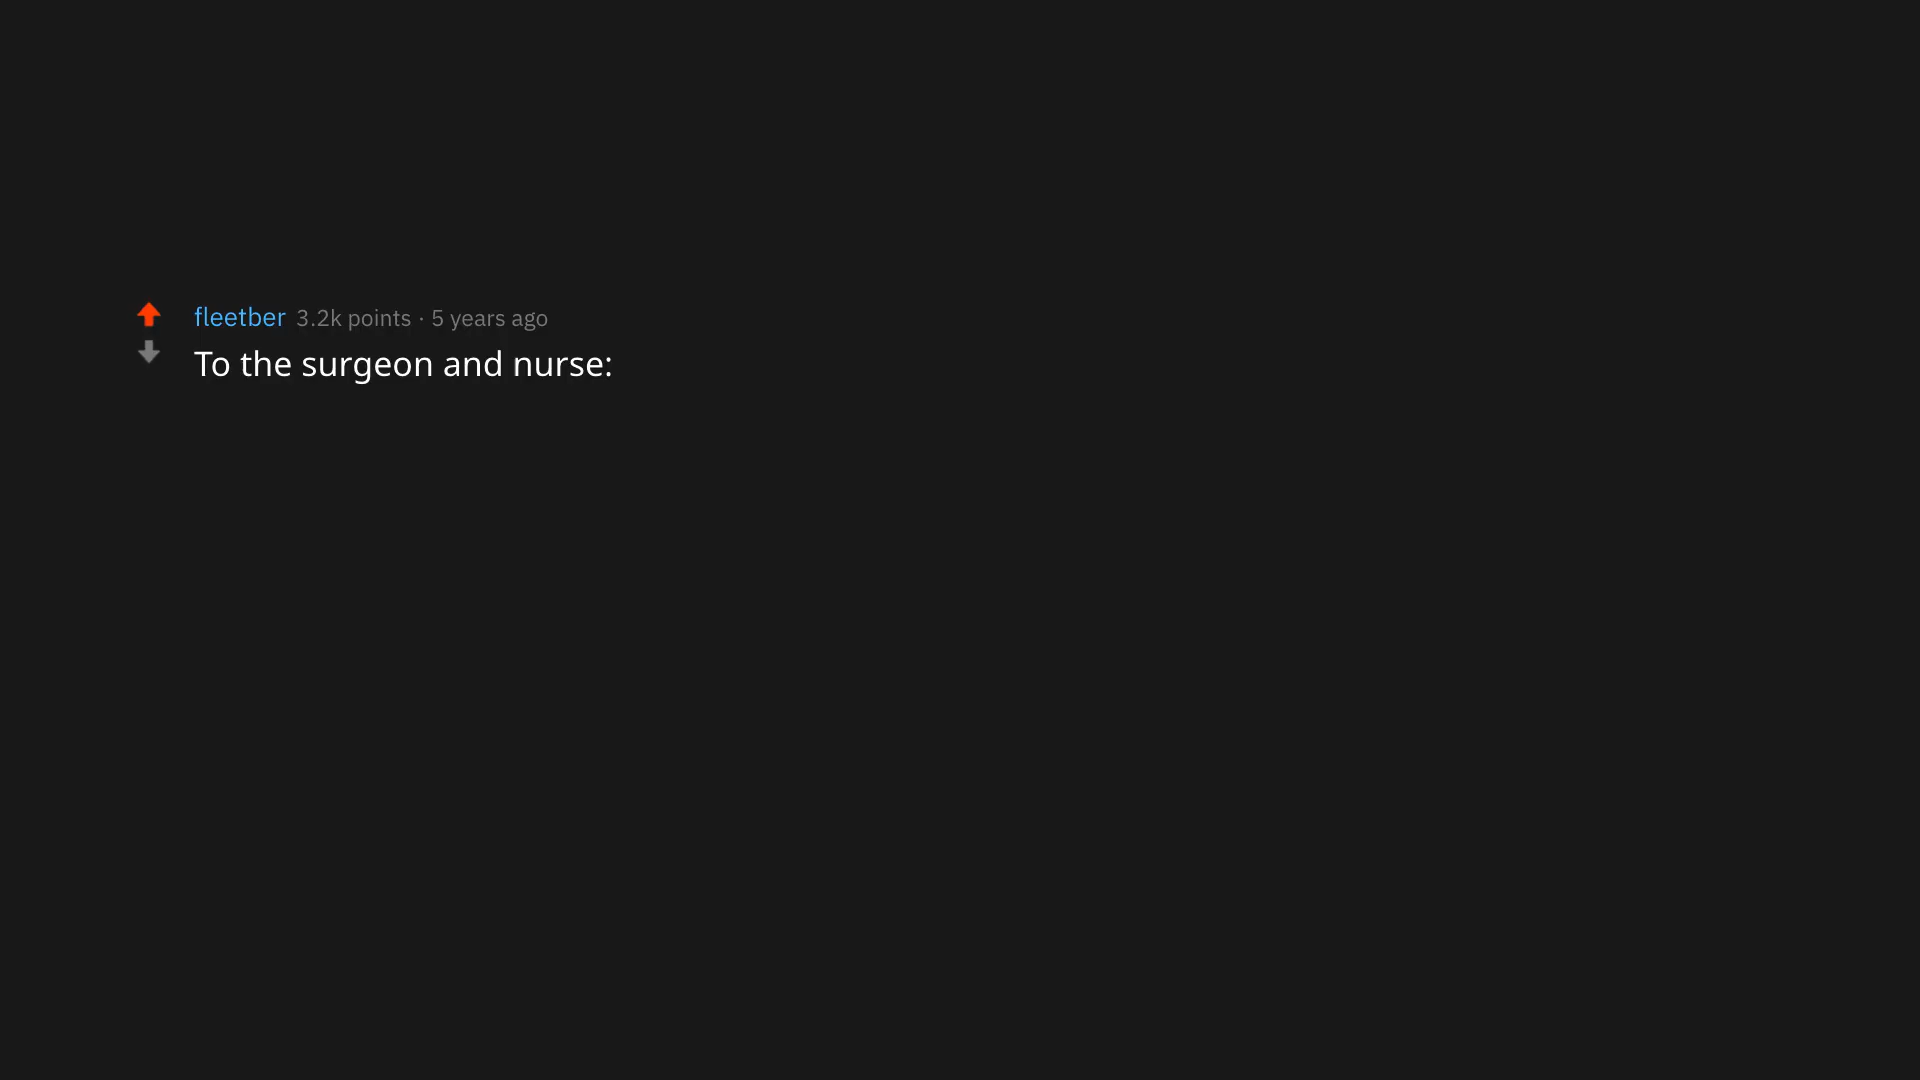 fleetber 3.2k points · 5 years ago
To the surgeon and nurse: